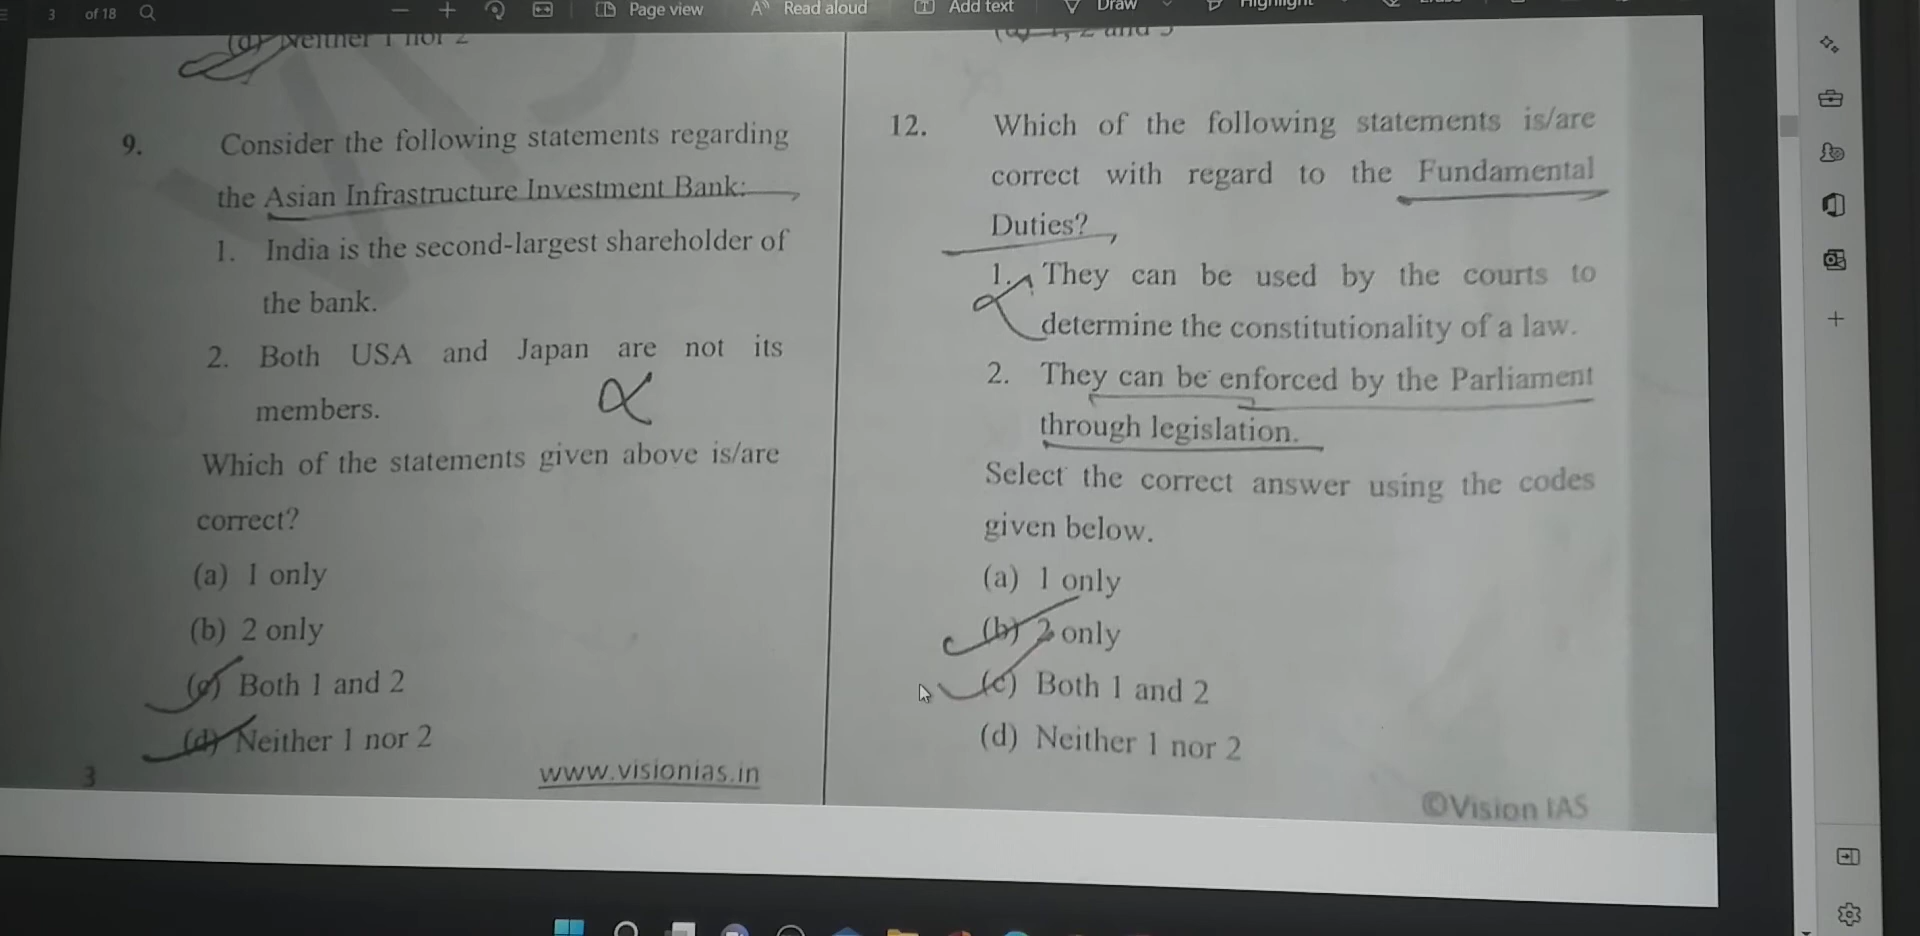 3 of 18 Page view Read aloud Add text Draw Highlight
(d) Neither 1 nor 2
9. Consider the following statements regarding
the Asian Infrastructure Investment Bank:
1. India is the second-largest shareholder of
the bank.
2. Both USA and Japan are not its
members.
Which of the statements given above is/are
correct?
(a) 1 only
(b) 2 only
(c) Both 1 and 2
(d) Neither 1 nor 2
3 www.visionias.in
12. Which of the following statements is/are
correct with regard to the Fundamental
Duties?
1. They can be used by the courts to
determine the constitutionality of a law.
2. They can be enforced by the Parliament
through legislation.
Select the correct answer using the codes
given below.
(a) 1 only
(b) 2 only
(c) Both 1 and 2
(d) Neither 1 nor 2
©Vision IAS